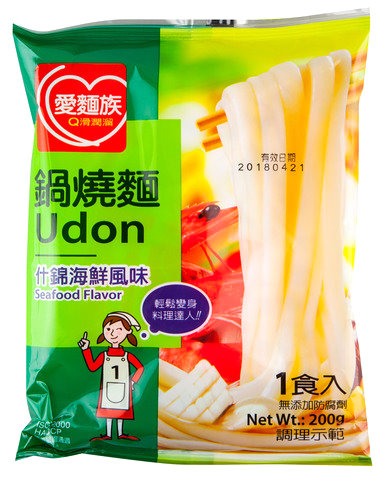 愛麵族
Q滑潤溜
鍋燒麵
Udon
什錦海鮮風味
Seafood Flavor
輕鬆變身
料理達人!!
1
有效日期
20180421
1食入
無添加防腐劑
Net Wt.: 200g
調理示範